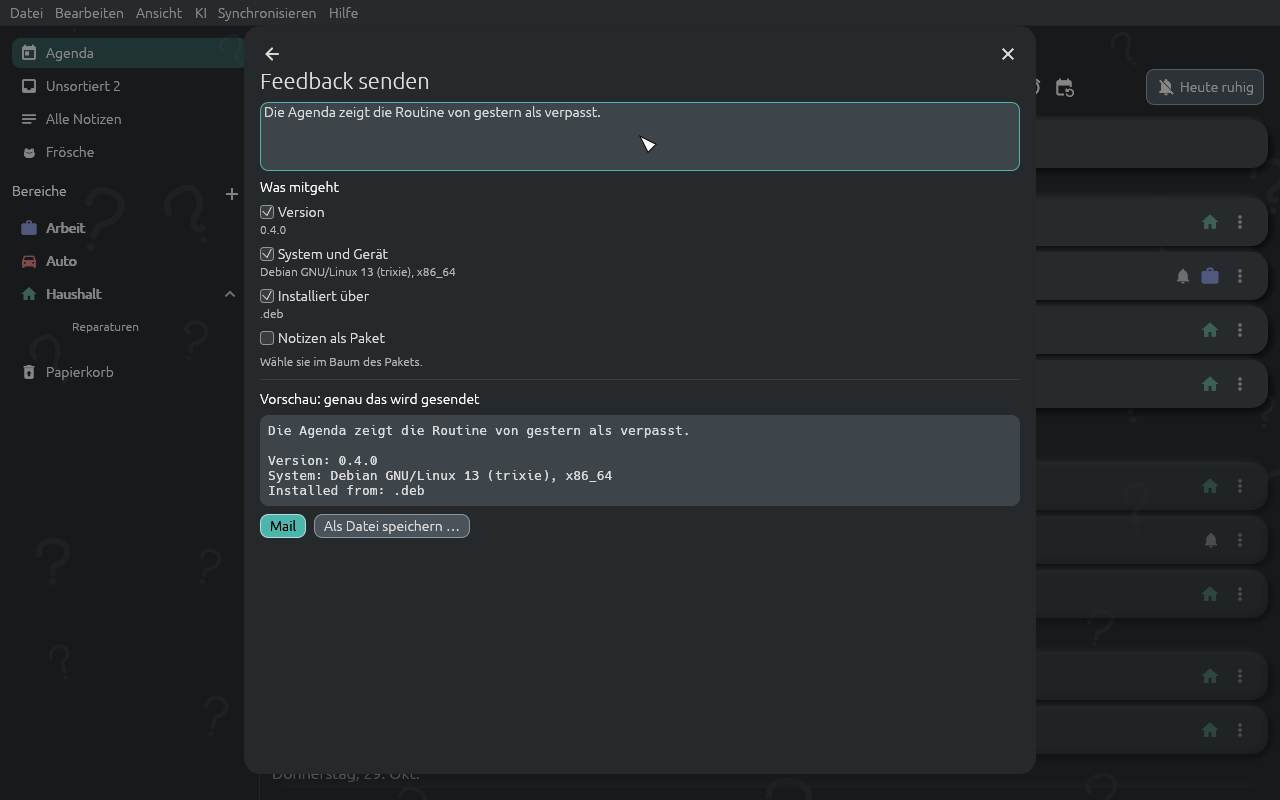 Datei Bearbeiten Ansicht KI Synchronisieren Hilfe
Agenda
Unsortiert 2
Alle Notizen
Frösche
Bereiche
Arbeit
Auto
Haushalt
Reparaturen
Papierkorb
Heute ruhig
Feedback senden
Die Agenda zeigt die Routine von gestern als verpasst.
Was mitgeht
Version
0.4.0
System und Gerät
Debian GNU/Linux 13 (trixie), x86_64
Installiert über
.deb
Notizen als Paket
Wähle sie im Baum des Pakets.
Vorschau: genau das wird gesendet
Die Agenda zeigt die Routine von gestern als verpasst.
Version: 0.4.0
System: Debian GNU/Linux 13 (trixie), x86_64
Installed from: .deb
Mail
Als Datei speichern ...
Donnerstag, 29. Okt.